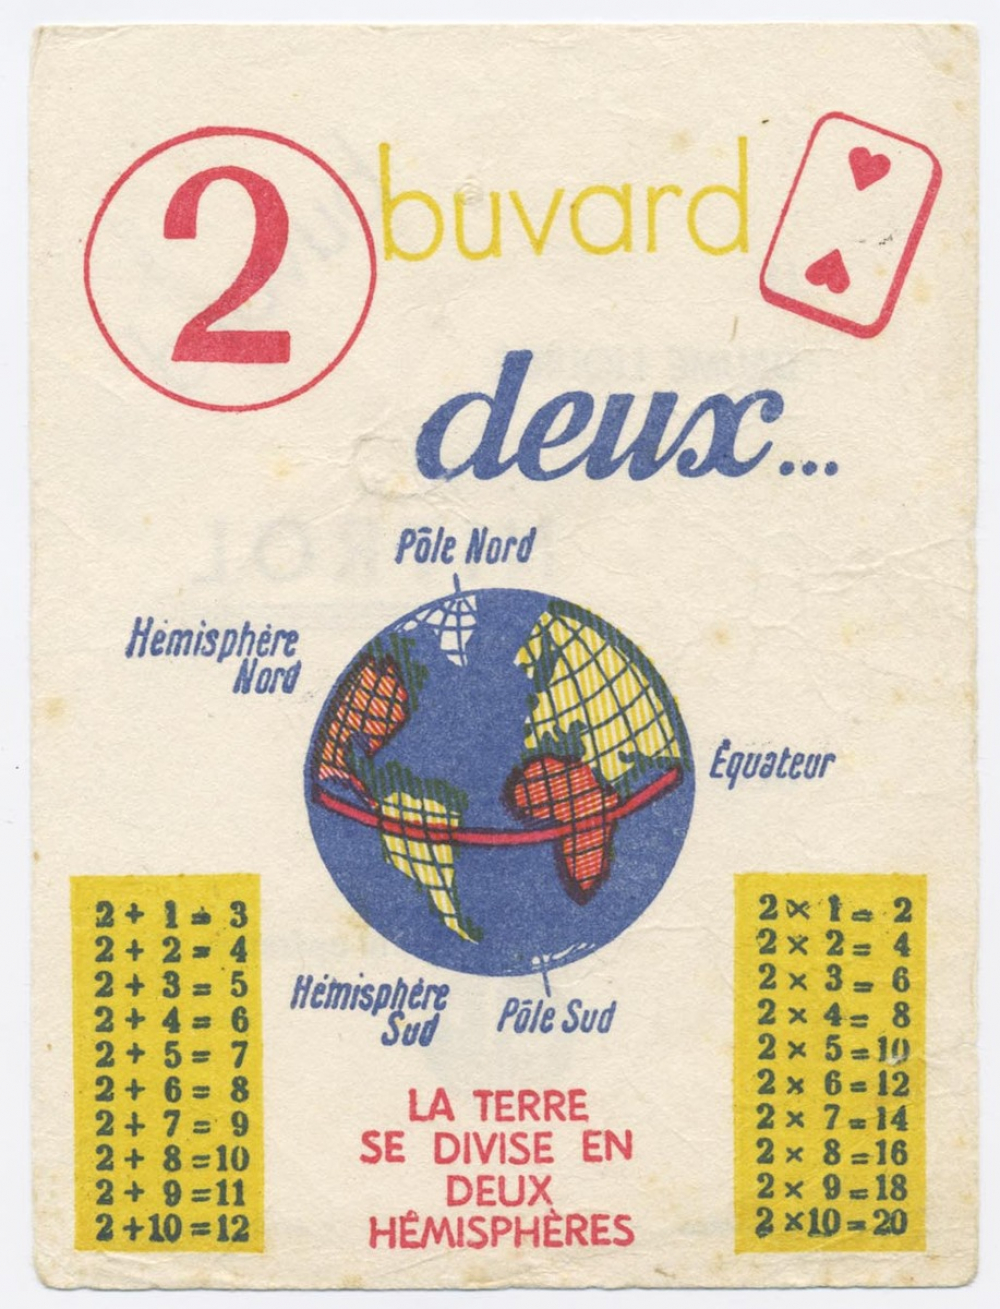 2 buvard
deux...
Pôle Nord
Hémisphère
Nord
Équateur
Hémisphère
Sud
Pôle Sud
2 + 1 = 3
2 + 2 = 4
2 + 3 = 5
2 + 4 = 6
2 + 5 = 7
2 + 6 = 8
2 + 7 = 9
2 + 8 = 10
2 + 9 = 11
2 + 10 = 12
LA TERRE
SE DIVISE EN
DEUX
HÉMISPHÈRES
2 × 1 = 2
2 × 2 = 4
2 × 3 = 6
2 × 4 = 8
2 × 5 = 10
2 × 6 = 12
2 × 7 = 14
2 × 8 = 16
2 × 9 = 18
2 × 10 = 20